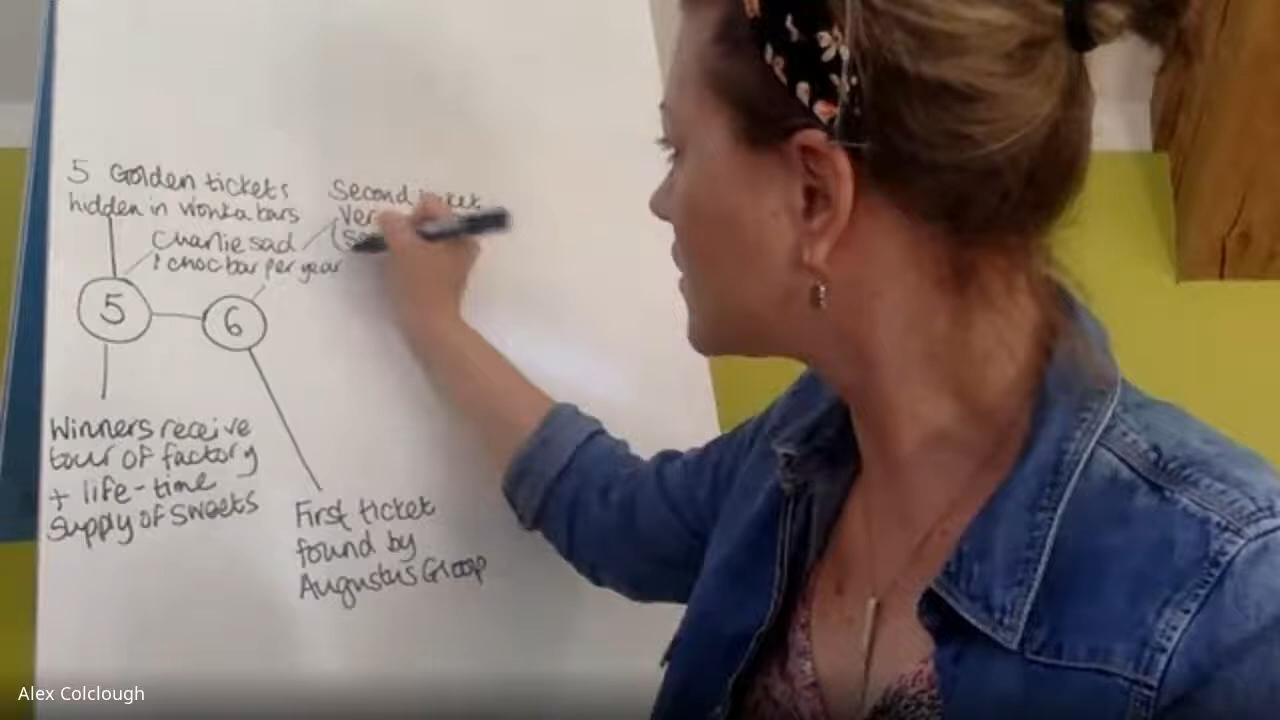 5 Golden tickets
hidden in wonka bars
Charlie sad
1 choc bar per year
Second
5
6
Winners receive
tour of factory
+ life-time
supply of sweets
First ticket
found by
Augustus Gloop
Alex Colclough